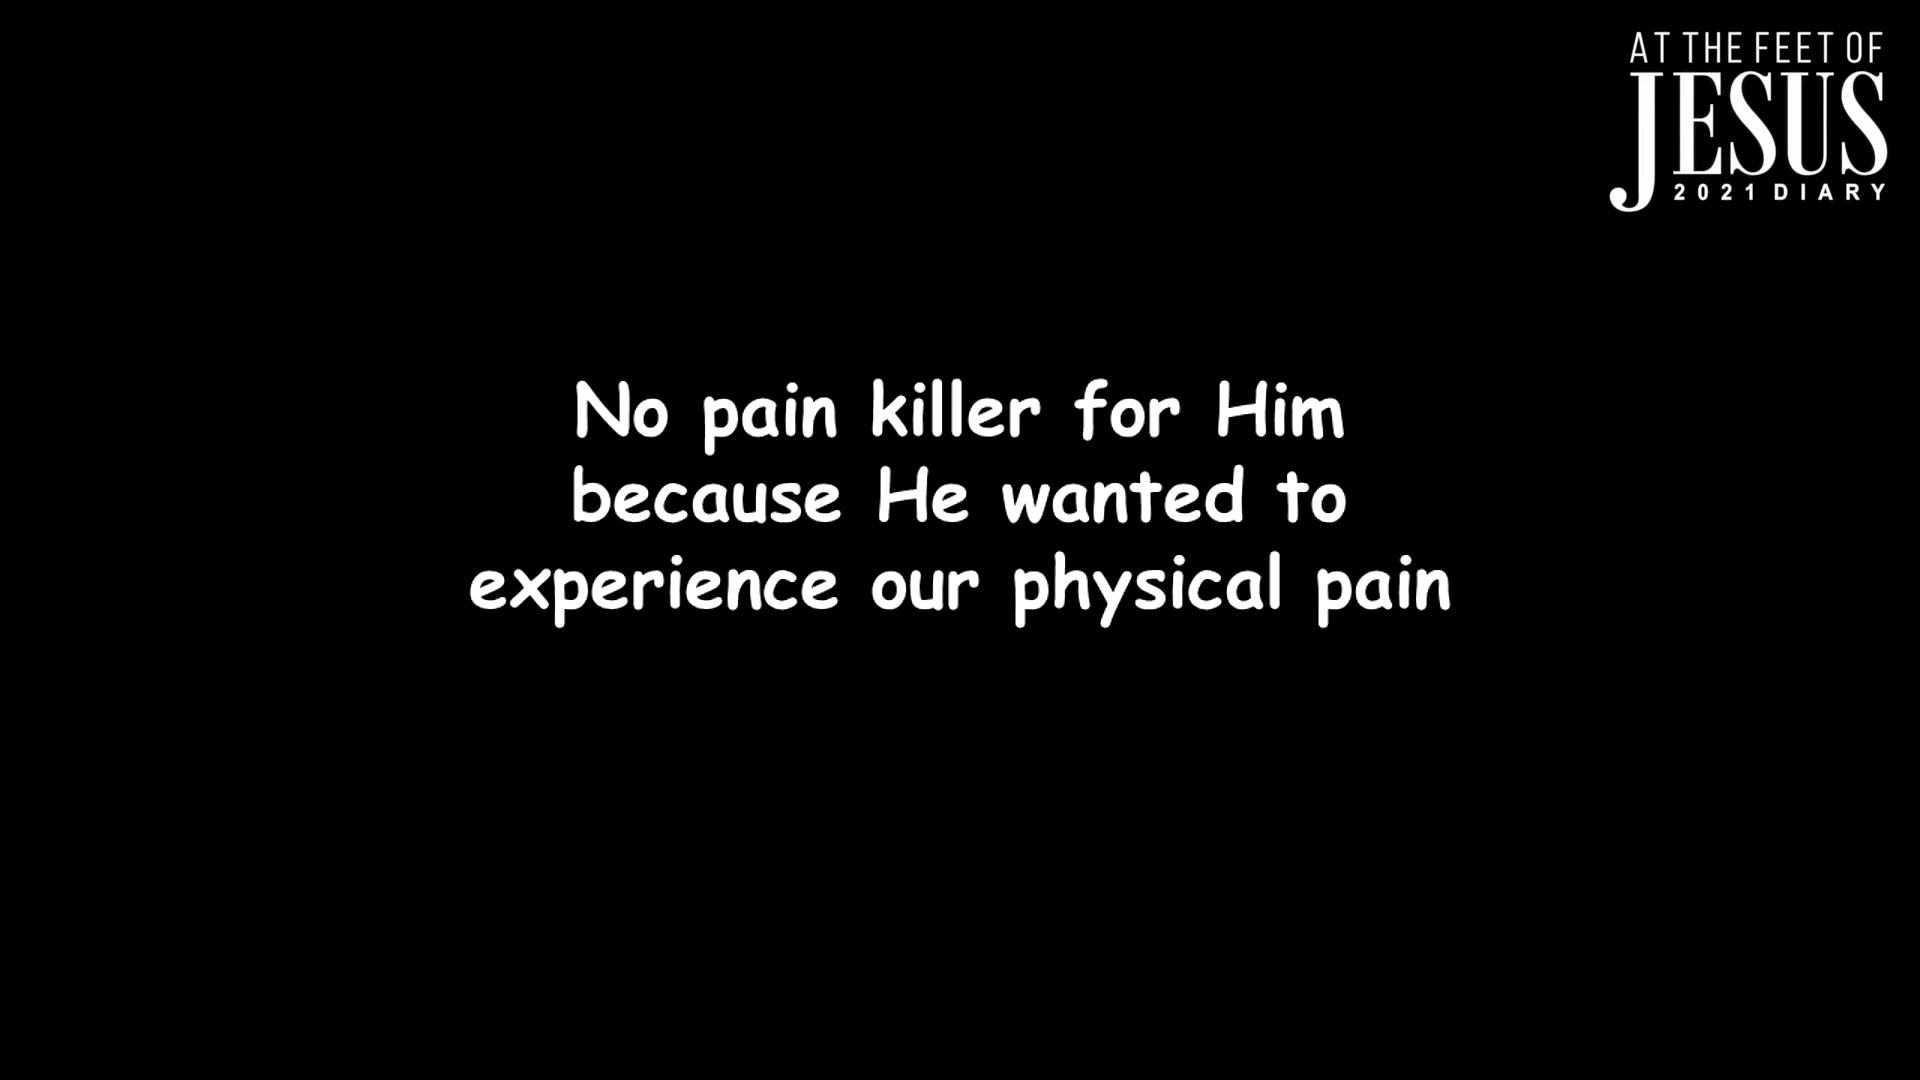 AT THE FEET OF
JESUS
2021 DIARY
No pain killer for Him
because He wanted to
experience our physical pain